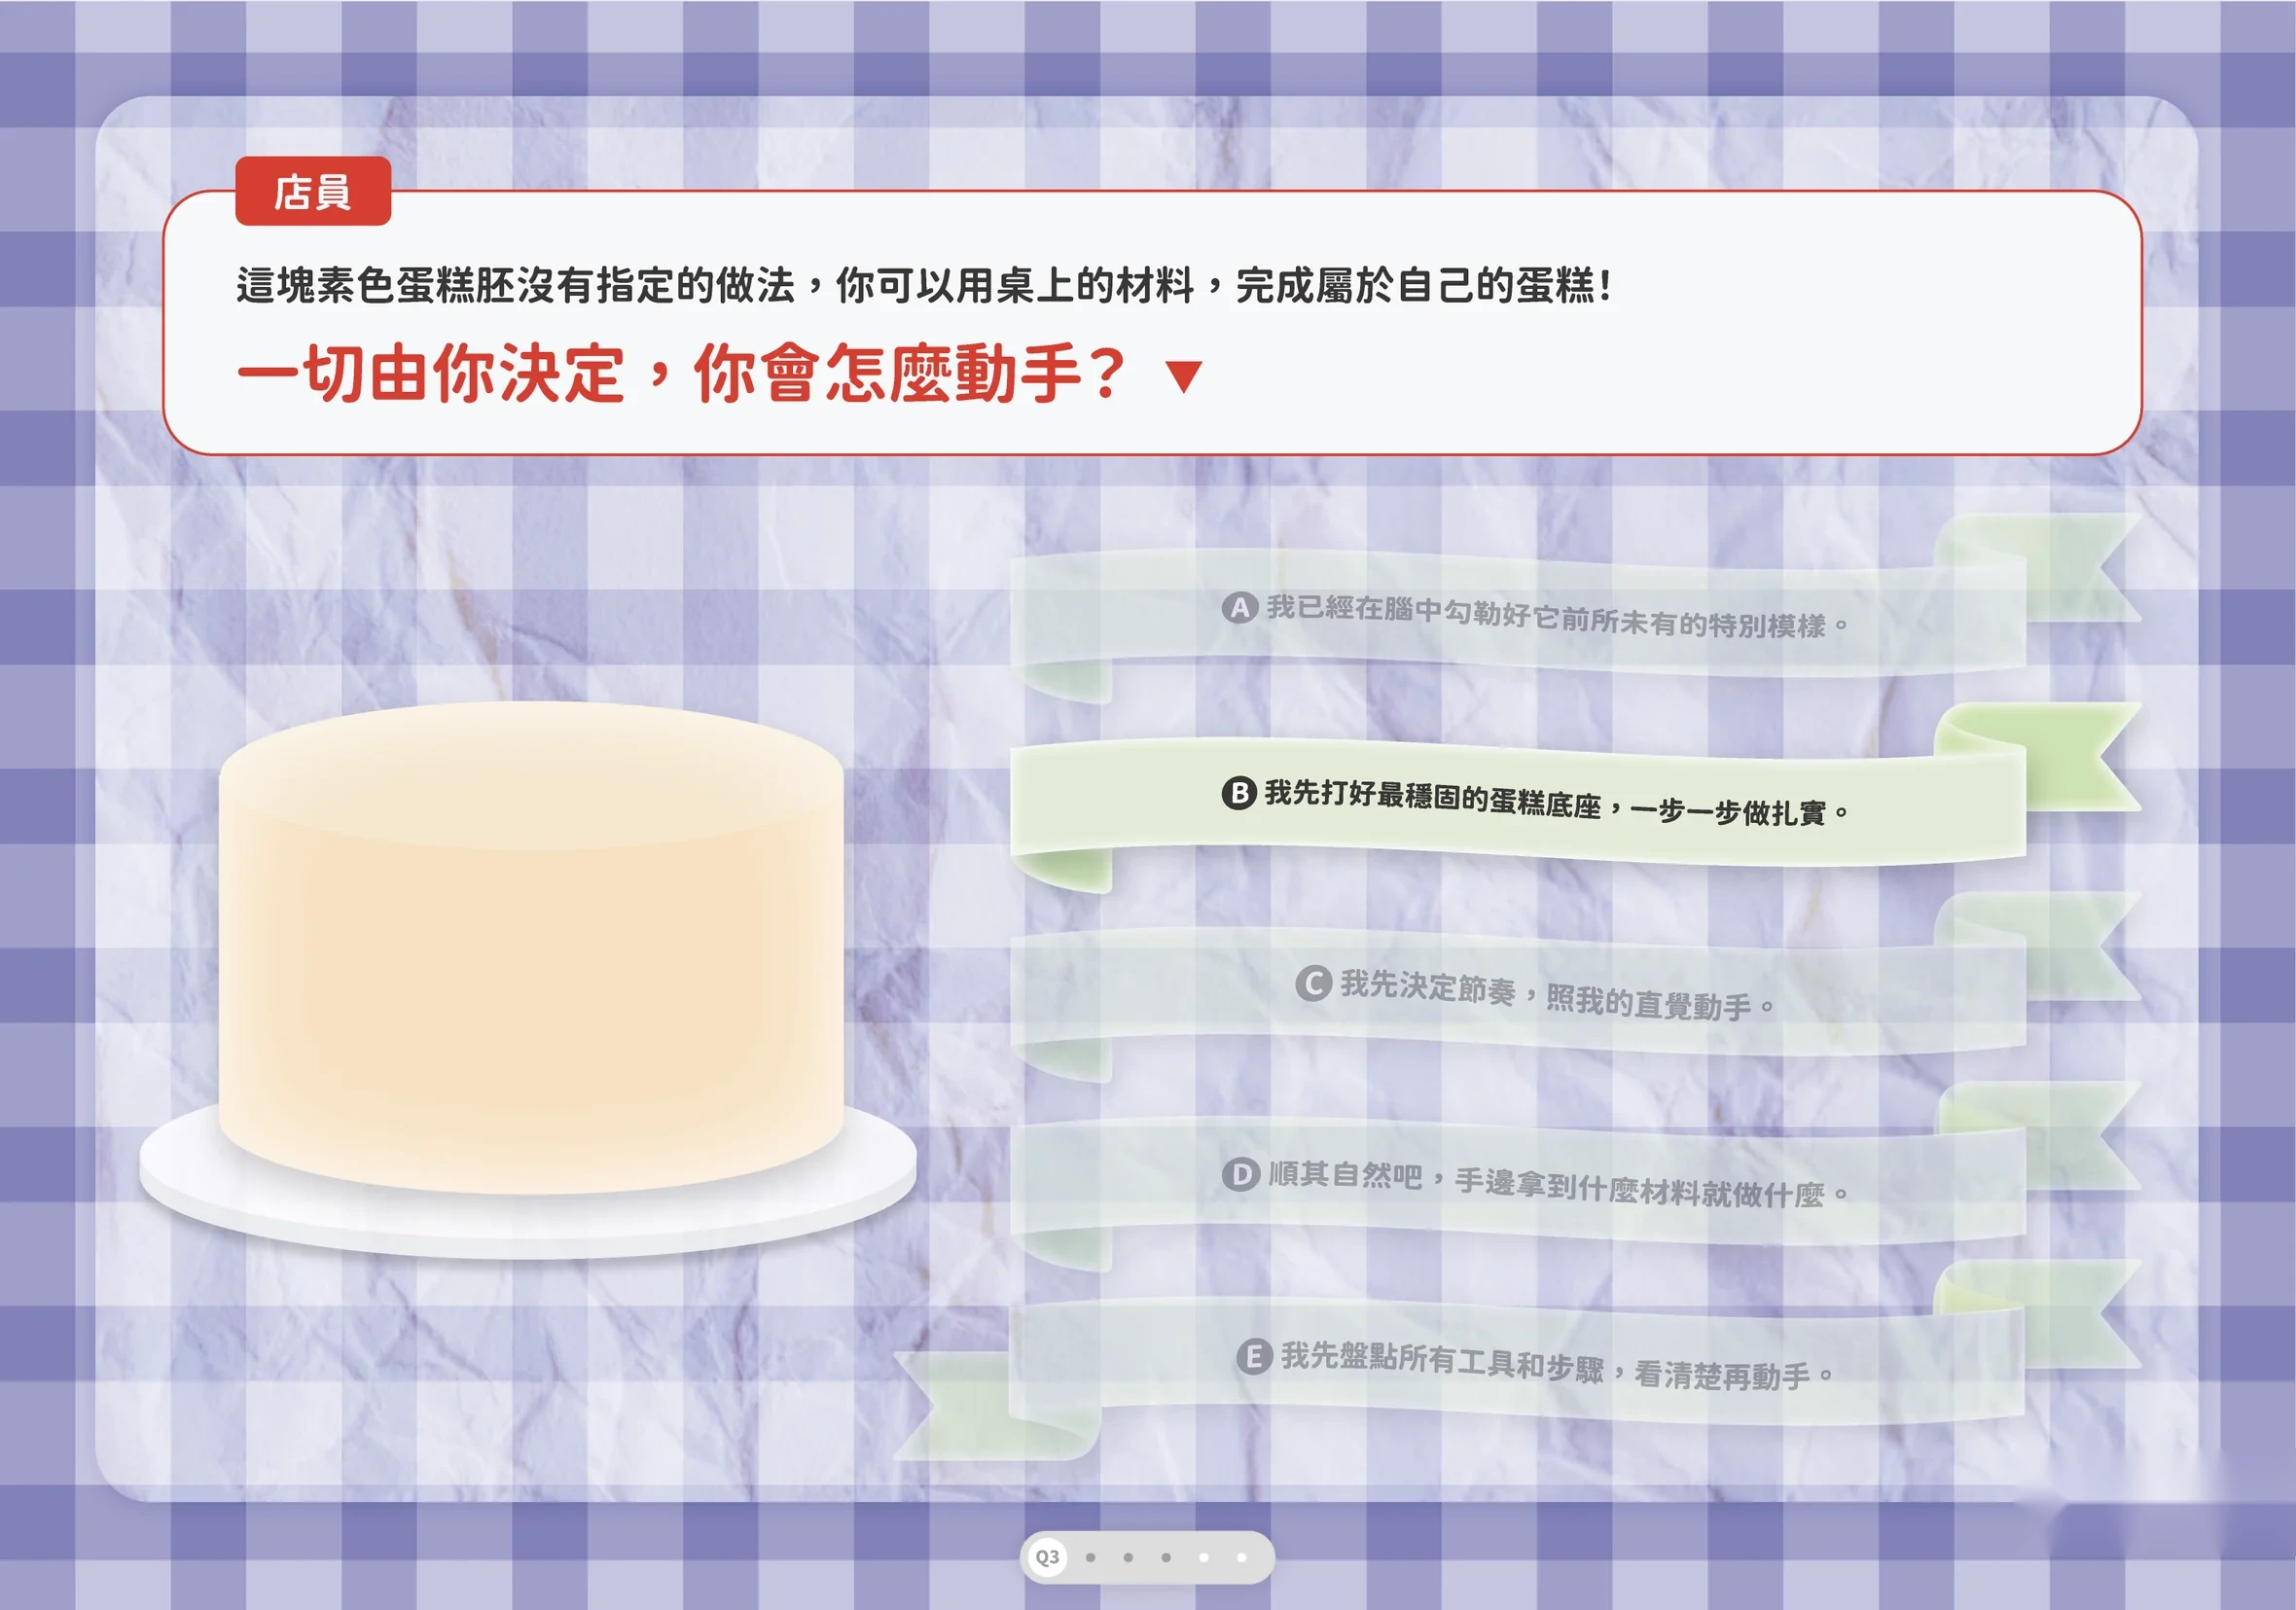 店員
這塊素色蛋糕胚沒有指定的做法，你可以用桌上的材料，完成屬於自己的蛋糕！
一切由你決定，你會怎麼動手？ ▼
A 我已經在腦中勾勒好它前所未有的特別模樣。
B 我先打好最穩固的蛋糕底座，一步一步做扎實。
C 我先決定節奏，照我的直覺動手。
D 順其自然吧，手邊拿到什麼材料就做什麼。
E 我先盤點所有工具和步驟，看清楚再動手。
Q3